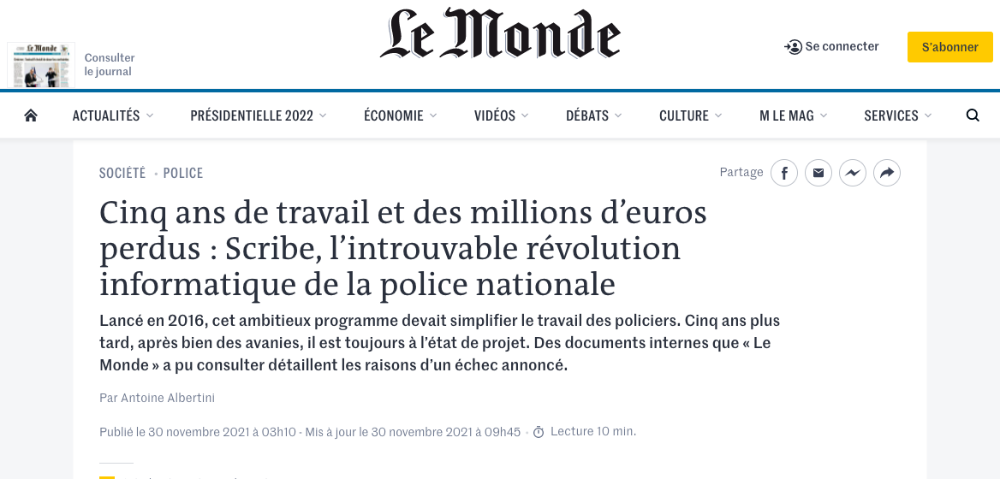 Le Monde
Consulter
le journal
Se connecter
S'abonner
ACTUALITÉS
PRÉSIDENTIELLE 2022
ÉCONOMIE
VIDÉOS
DÉBATS
CULTURE
M LE MAG
SERVICES
SOCIÉTÉ • POLICE
Partage
Cinq ans de travail et des millions d’euros
perdus : Scribe, l’introuvable révolution
informatique de la police nationale
Lancé en 2016, cet ambitieux programme devait simplifier le travail des policiers. Cinq ans plus
tard, après bien des avanies, il est toujours à l’état de projet. Des documents internes que « Le
Monde » a pu consulter détaillent les raisons d’un échec annoncé.
Par Antoine Albertini
Publié le 30 novembre 2021 à 03h10 - Mis à jour le 30 novembre 2021 à 09h45 • Lecture 10 min.